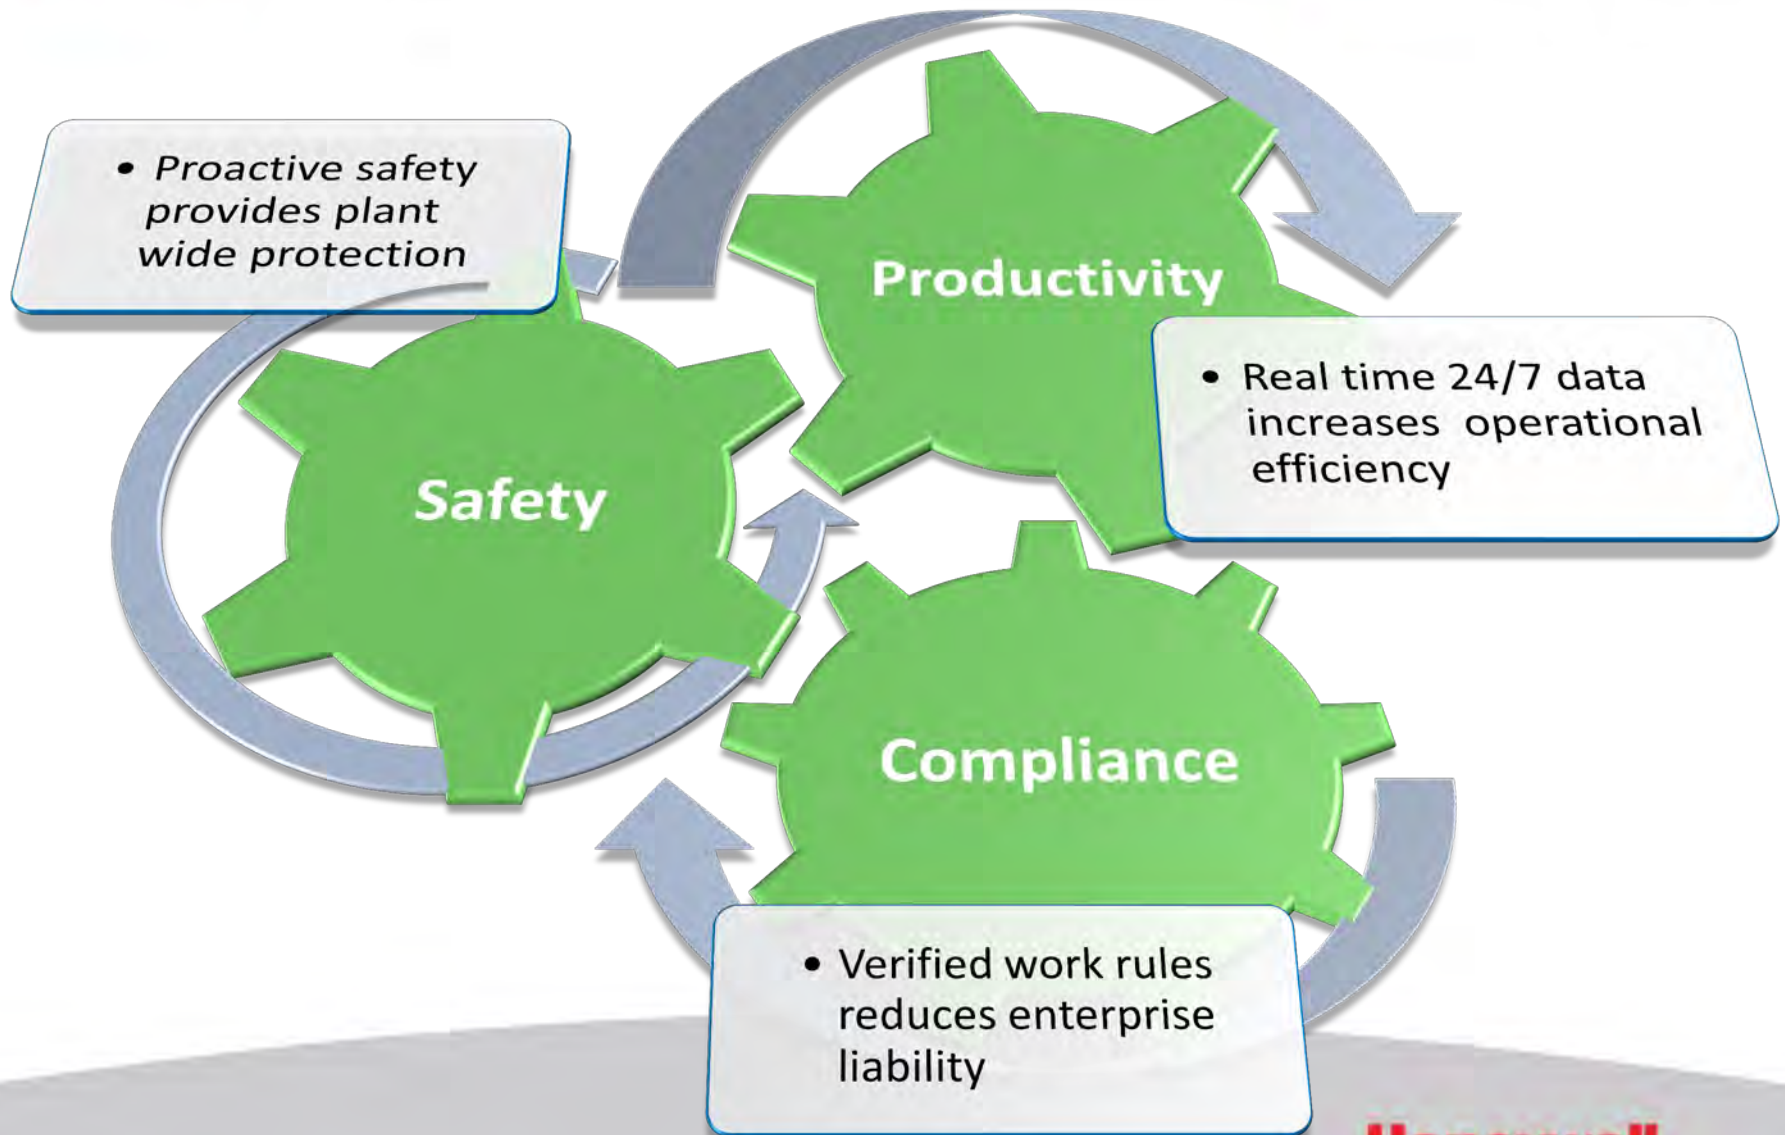 • Proactive safety
provides plant
wide protection
Productivity
• Real time 24/7 data
increases operational
efficiency
Safety
Compliance
• Verified work rules
reduces enterprise
liability